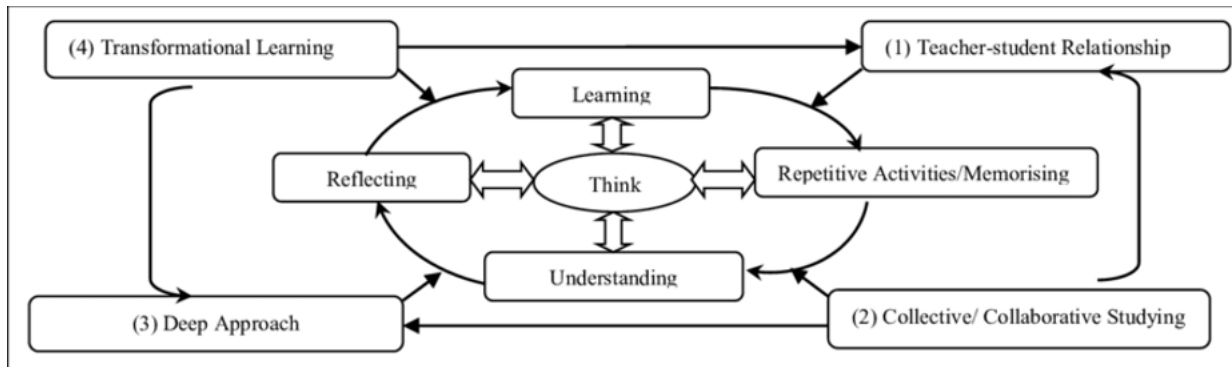 (4) Transformational Learning
(1) Teacher-student Relationship
Learning
Reflecting
Think
Repetitive Activities/Memorising
Understanding
(3) Deep Approach
(2) Collective/ Collaborative Studying